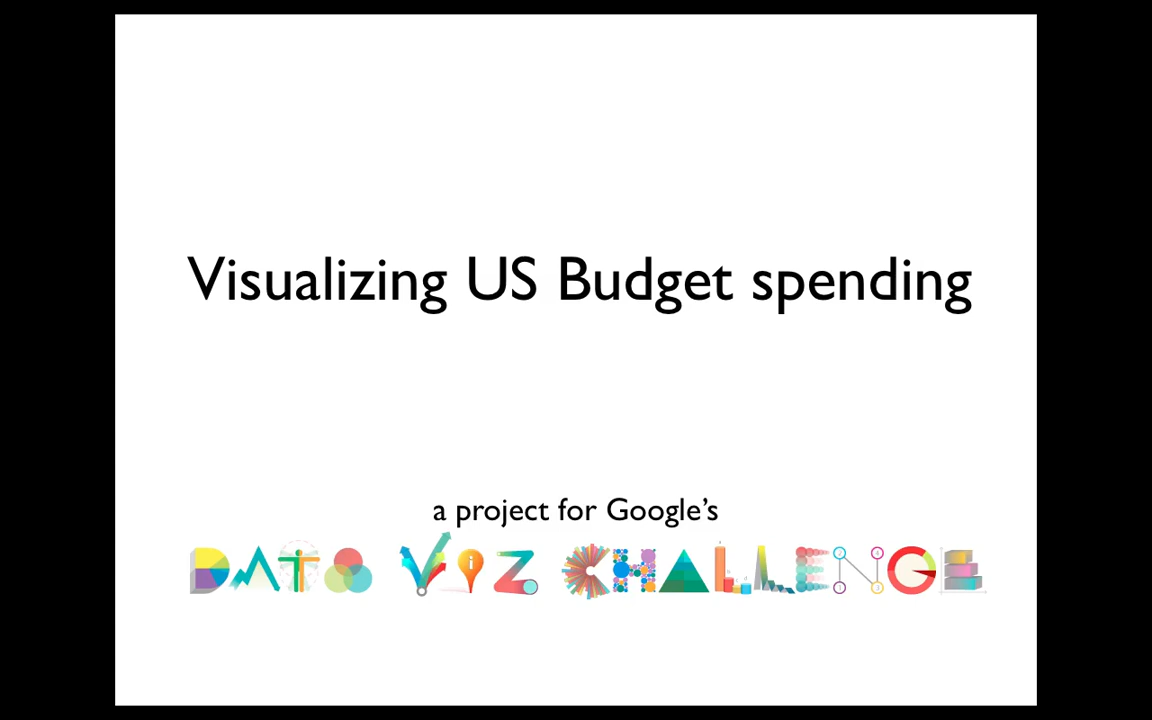 Visualizing US Budget spending
a project for Google’s
DATA VIZ CHALLENGE